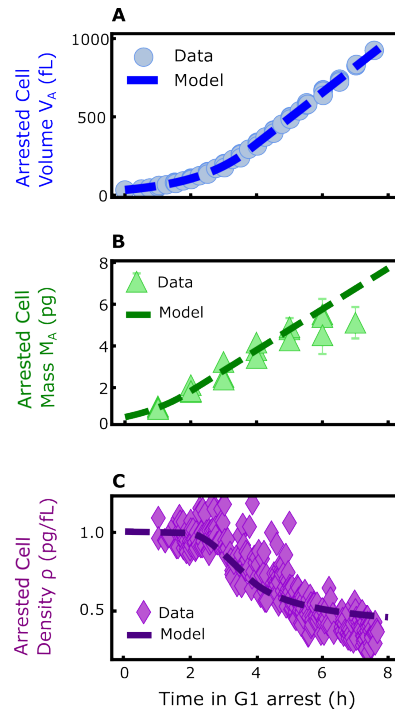 A
Arrested Cell
Volume V_A (fL)
1000
500
0
Data
Model
B
Arrested Cell
Mass M_A (pg)
8
6
4
2
0
Data
Model
C
Arrested Cell
Density ρ (pg/fL)
1.0
0.5
Data
Model
0 2 4 6 8
Time in G1 arrest (h)